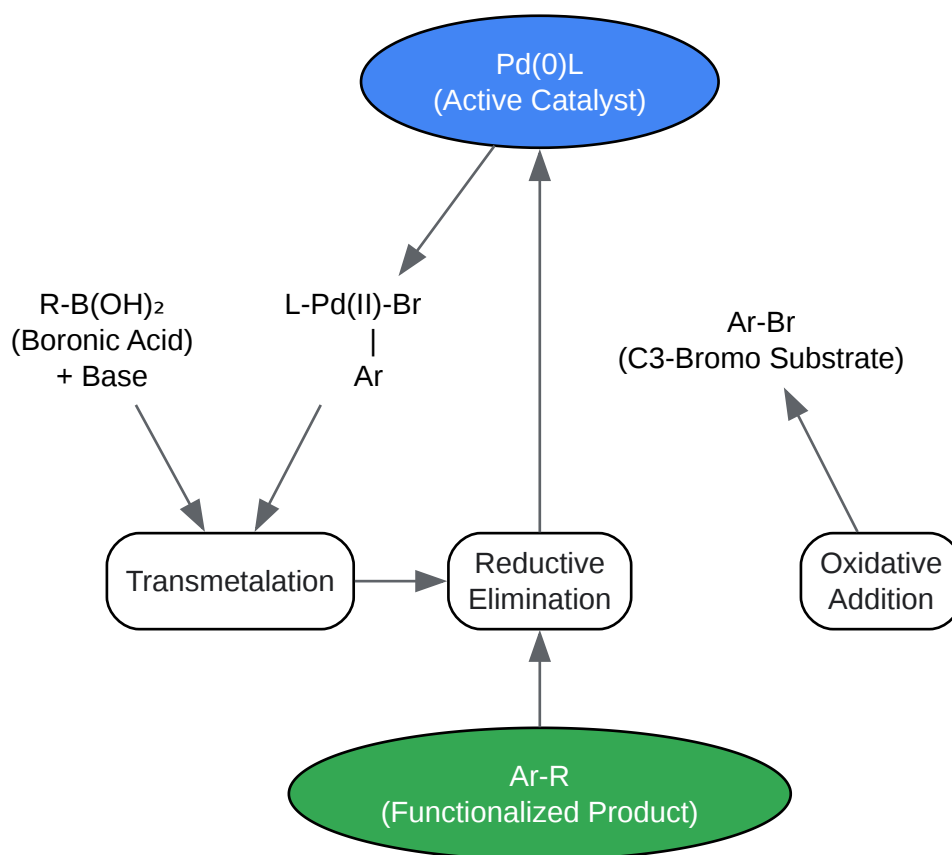 Pd(0)L
(Active Catalyst)
R-B(OH)₂
(Boronic Acid)
+ Base
L-Pd(II)-Br
|
Ar
Ar-Br
(C3-Bromo Substrate)
Transmetalation
Reductive
Elimination
Oxidative
Addition
Ar-R
(Functionalized Product)